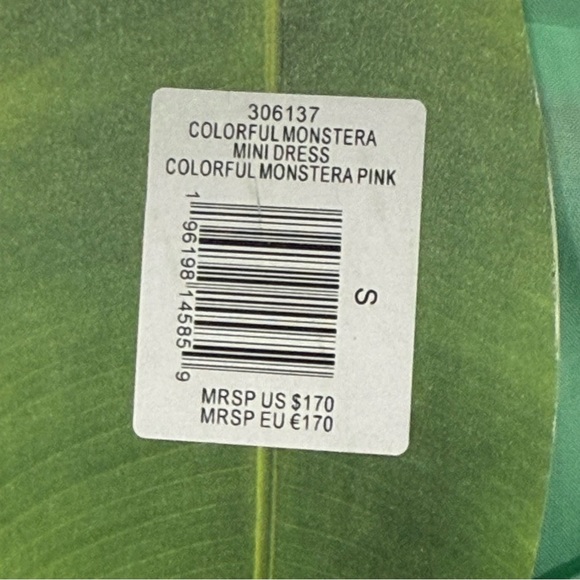 306137
COLORFUL MONSTERA
MINI DRESS
COLORFUL MONSTERA PINK
1 96198 14585 9
S
MRSP US $170
MRSP EU €170